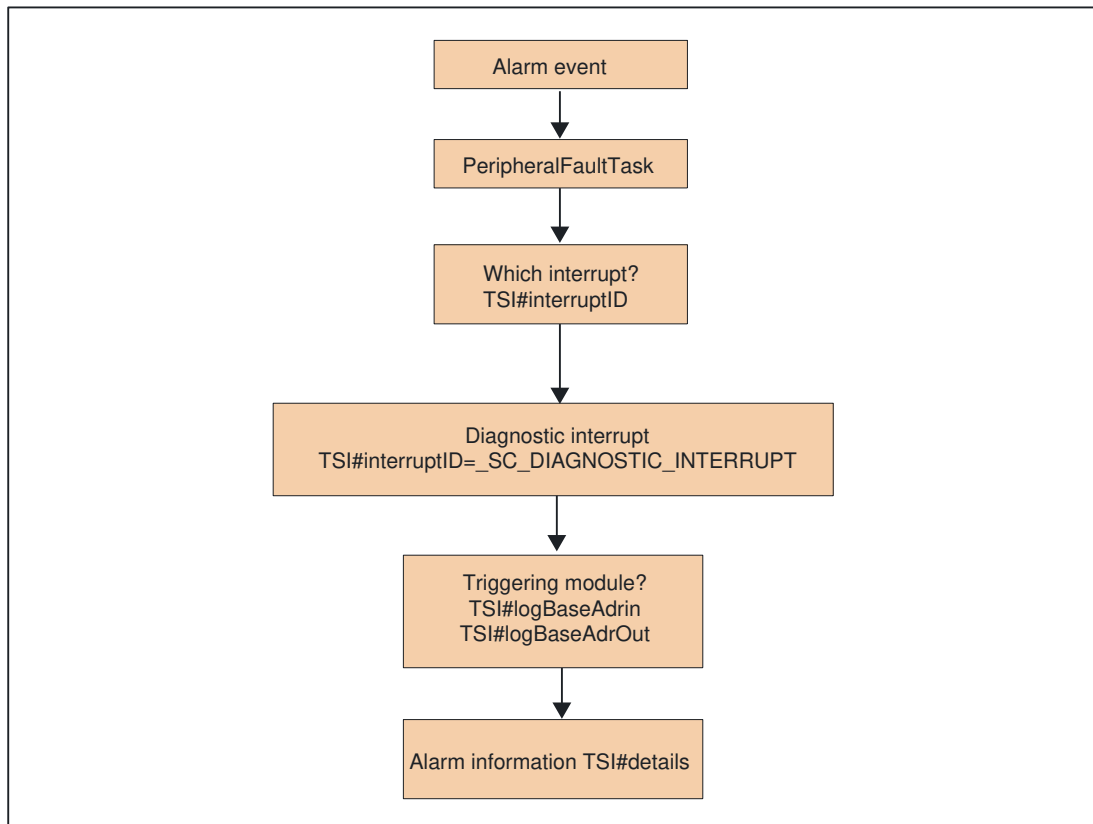 Alarm event
PeripheralFaultTask
Which interrupt?
TSI#interruptID
Diagnostic interrupt
TSI#interruptID=_SC_DIAGNOSTIC_INTERRUPT
Triggering module?
TSI#logBaseAdrin
TSI#logBaseAdrOut
Alarm information TSI#details